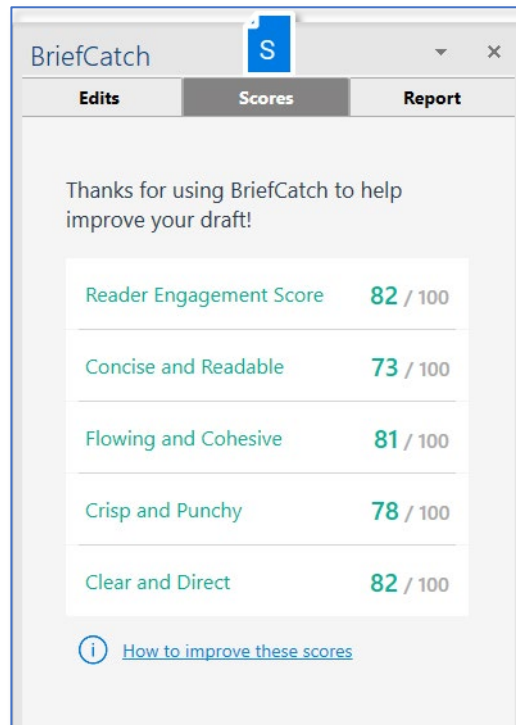 S
BriefCatch
Edits Scores Report
Thanks for using BriefCatch to help
improve your draft!
Reader Engagement Score 82 / 100
Concise and Readable 73 / 100
Flowing and Cohesive 81 / 100
Crisp and Punchy 78 / 100
Clear and Direct 82 / 100
i How to improve these scores